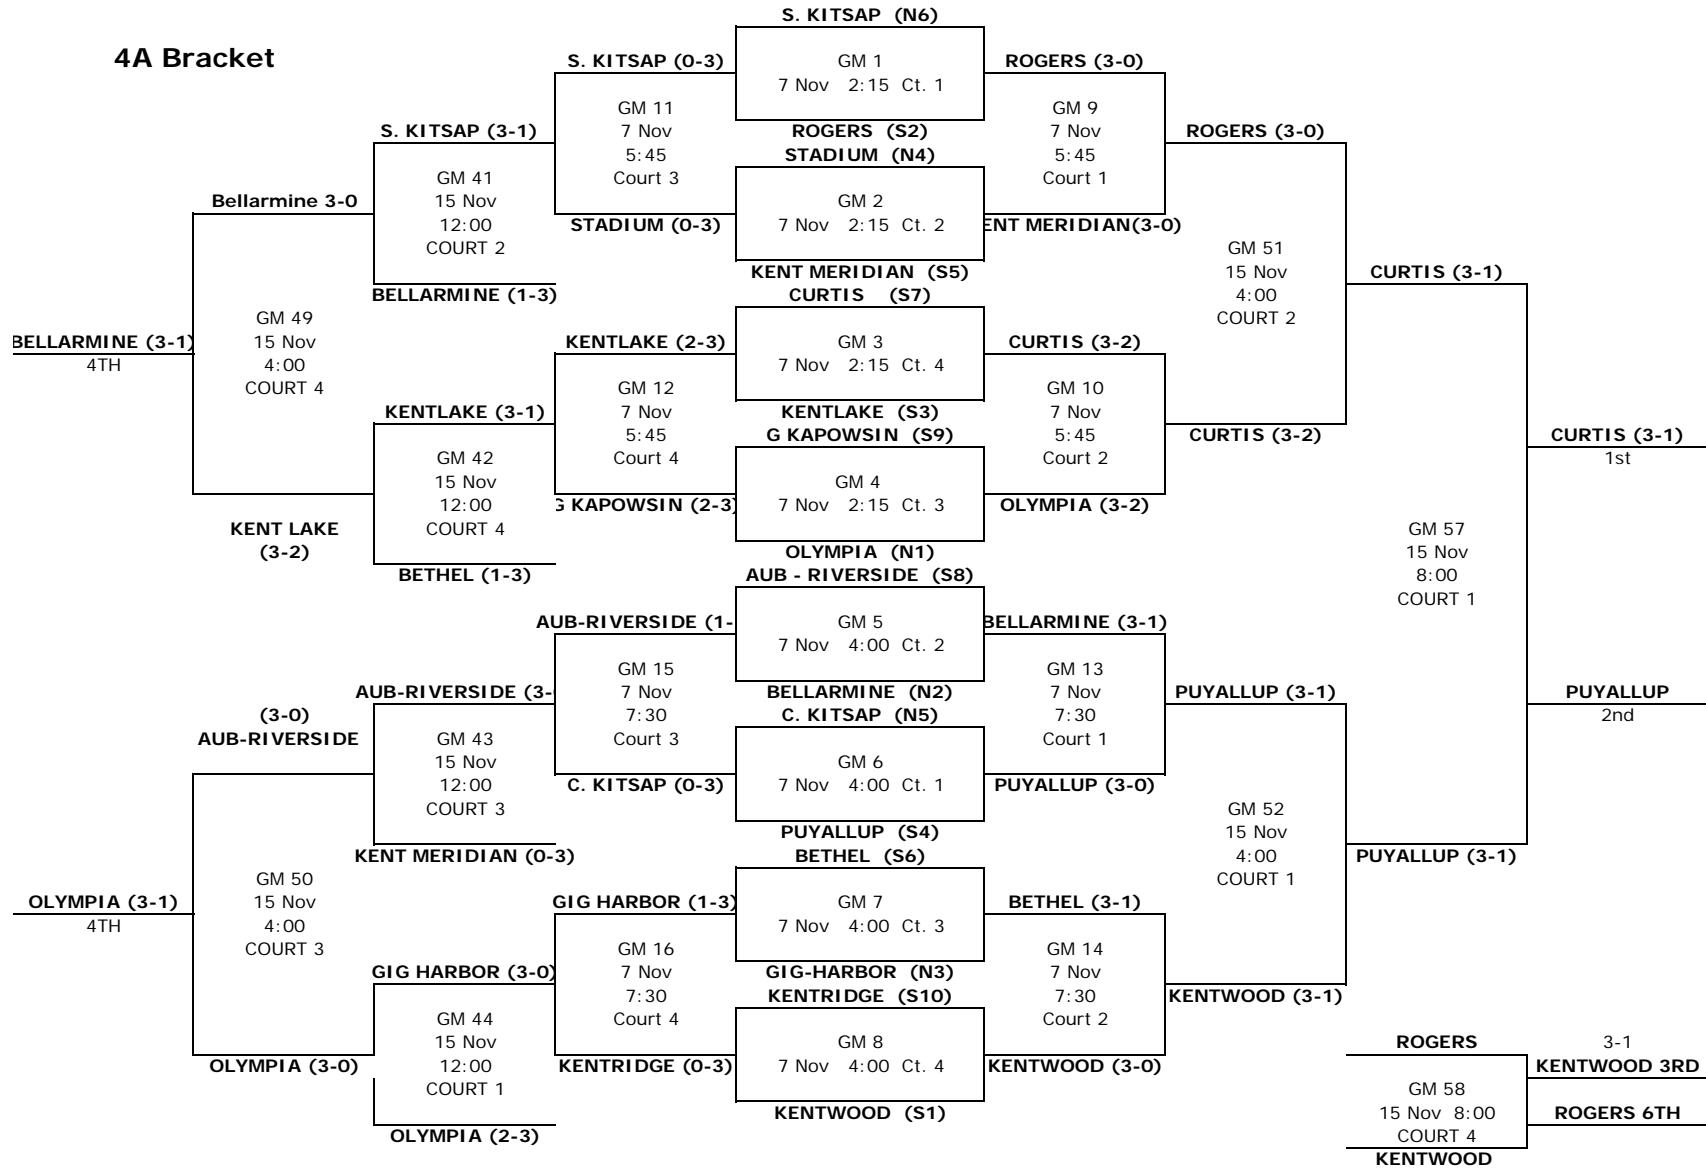 4A Bracket
S. KITSAP (N6)
S. KITSAP (0-3)
GM 1
7 Nov 2:15 Ct. 1
ROGERS (3-0)
ROGERS (S2)
GM 11
7 Nov
5:45
Court 3
GM 9
7 Nov
5:45
Court 1
S. KITSAP (3-1)
ROGERS (3-0)
STADIUM (N4)
GM 2
7 Nov 2:15 Ct. 2
STADIUM (0-3)
ENT MERIDIAN(3-0)
KENT MERIDIAN (S5)
GM 41
15 Nov
12:00
COURT 2
Bellarmine 3-0
BELLARMINE (1-3)
GM 51
15 Nov
4:00
COURT 2
CURTIS (3-1)
CURTIS (S7)
GM 3
7 Nov 2:15 Ct. 4
KENTLAKE (2-3)
CURTIS (3-2)
KENTLAKE (S3)
GM 49
15 Nov
4:00
COURT 4
BELLARMINE (3-1)
4TH
GM 12
7 Nov
5:45
Court 4
GM 10
7 Nov
5:45
Court 2
KENTLAKE (3-1)
CURTIS (3-2)
G KAPOWSIN (S9)
GM 4
7 Nov 2:15 Ct. 3
G KAPOWSIN (2-3)
OLYMPIA (3-2)
OLYMPIA (N1)
GM 42
15 Nov
12:00
COURT 4
KENT LAKE
(3-2)
BETHEL (1-3)
CURTIS (3-1)
1st
GM 57
15 Nov
8:00
COURT 1
AUB - RIVERSIDE (S8)
GM 5
7 Nov 4:00 Ct. 2
AUB-RIVERSIDE (1-
BELLARMINE (3-1)
BELLARMINE (N2)
GM 15
7 Nov
7:30
Court 3
GM 13
7 Nov
7:30
Court 1
AUB-RIVERSIDE (3-
PUYALLUP (3-1)
PUYALLUP
2nd
C. KITSAP (N5)
GM 6
7 Nov 4:00 Ct. 1
C. KITSAP (0-3)
PUYALLUP (3-0)
PUYALLUP (S4)
(3-0)
AUB-RIVERSIDE
GM 43
15 Nov
12:00
COURT 3
KENT MERIDIAN (0-3)
GM 52
15 Nov
4:00
COURT 1
PUYALLUP (3-1)
BETHEL (S6)
GM 7
7 Nov 4:00 Ct. 3
GIG HARBOR (1-3)
BETHEL (3-1)
GIG-HARBOR (N3)
GM 50
15 Nov
4:00
COURT 3
OLYMPIA (3-1)
4TH
GM 16
7 Nov
7:30
Court 4
GM 14
7 Nov
7:30
Court 2
GIG HARBOR (3-0)
KENTWOOD (3-1)
KENTRIDGE (S10)
GM 8
7 Nov 4:00 Ct. 4
KENTRIDGE (0-3)
KENTWOOD (3-0)
KENTWOOD (S1)
GM 44
15 Nov
12:00
COURT 1
OLYMPIA (3-0)
OLYMPIA (2-3)
ROGERS
3-1
KENTWOOD 3RD
GM 58
15 Nov 8:00
COURT 4
ROGERS 6TH
KENTWOOD